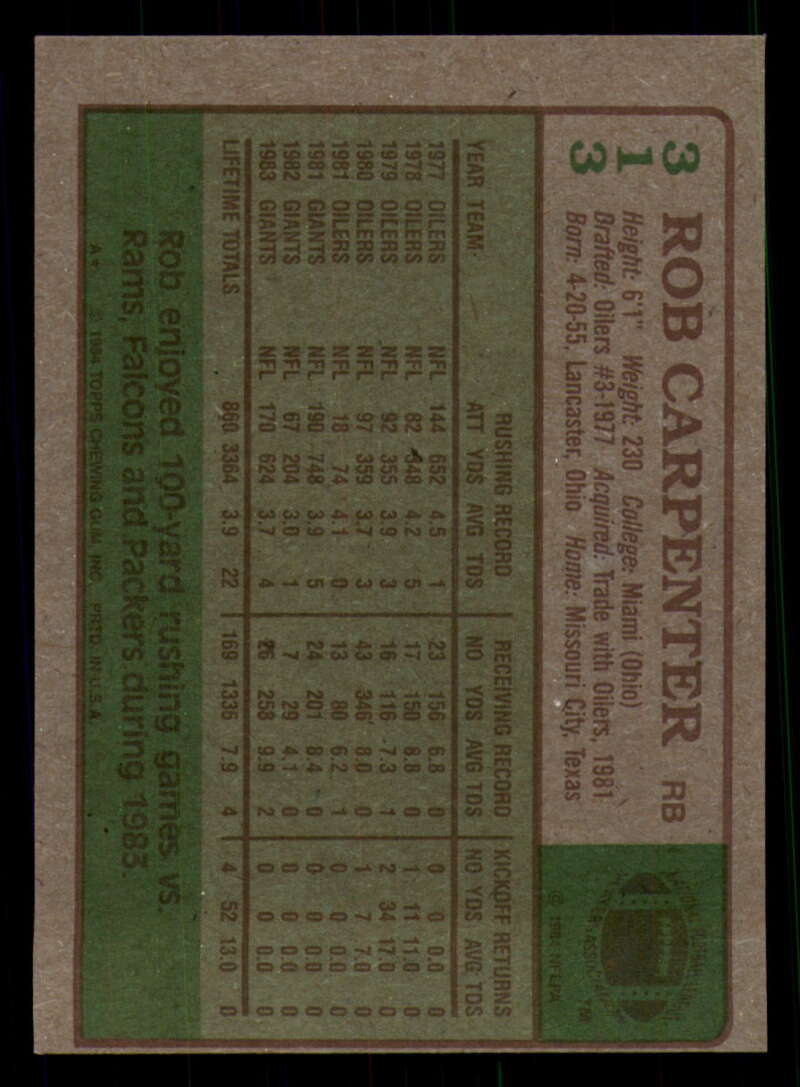 313
ROB CARPENTER RB
Height: 6'1" Weight: 230 College: Miami (Ohio)
Drafted: Oilers #3-1977 Acquired: Trade with Oilers, 1981
Born: 4-20-55, Lancaster, Ohio Home: Missouri City, Texas
© 1984 NFLPA
RUSHING RECORD RECEIVING RECORD KICKOFF RETURNS
YEAR TEAM ATT YDS AVG TDS NO YDS AVG TDS NO YDS AVG TDS
1977 OILERS NFL 144 652 4.5 1 23 156 6.8 0 0 0 0.0 0
1978 OILERS NFL 82 348 4.2 5 17 150 8.8 0 1 11 11.0 0
1979 OILERS NFL 92 355 3.9 3 16 116 7.3 1 2 34 17.0 0
1980 OILERS NFL 97 359 3.7 3 43 346 8.0 0 1 7 7.0 0
1981 OILERS NFL 18 74 4.1 0 13 80 6.2 1 0 0 0.0 0
1981 GIANTS NFL 190 748 3.9 5 24 201 8.4 0 0 0 0.0 0
1982 GIANTS NFL 67 204 3.0 1 7 29 4.1 0 0 0 0.0 0
1983 GIANTS NFL 170 624 3.7 4 26 258 9.9 2 0 0 0.0 0
LIFETIME TOTALS 860 3364 3.9 22 169 1336 7.9 4 4 52 13.0 0
Rob enjoyed 100-yard rushing games vs.
Rams, Falcons and Packers during 1983.
A* © 1984 TOPPS CHEWING GUM, INC. PRTD. IN U.S.A.